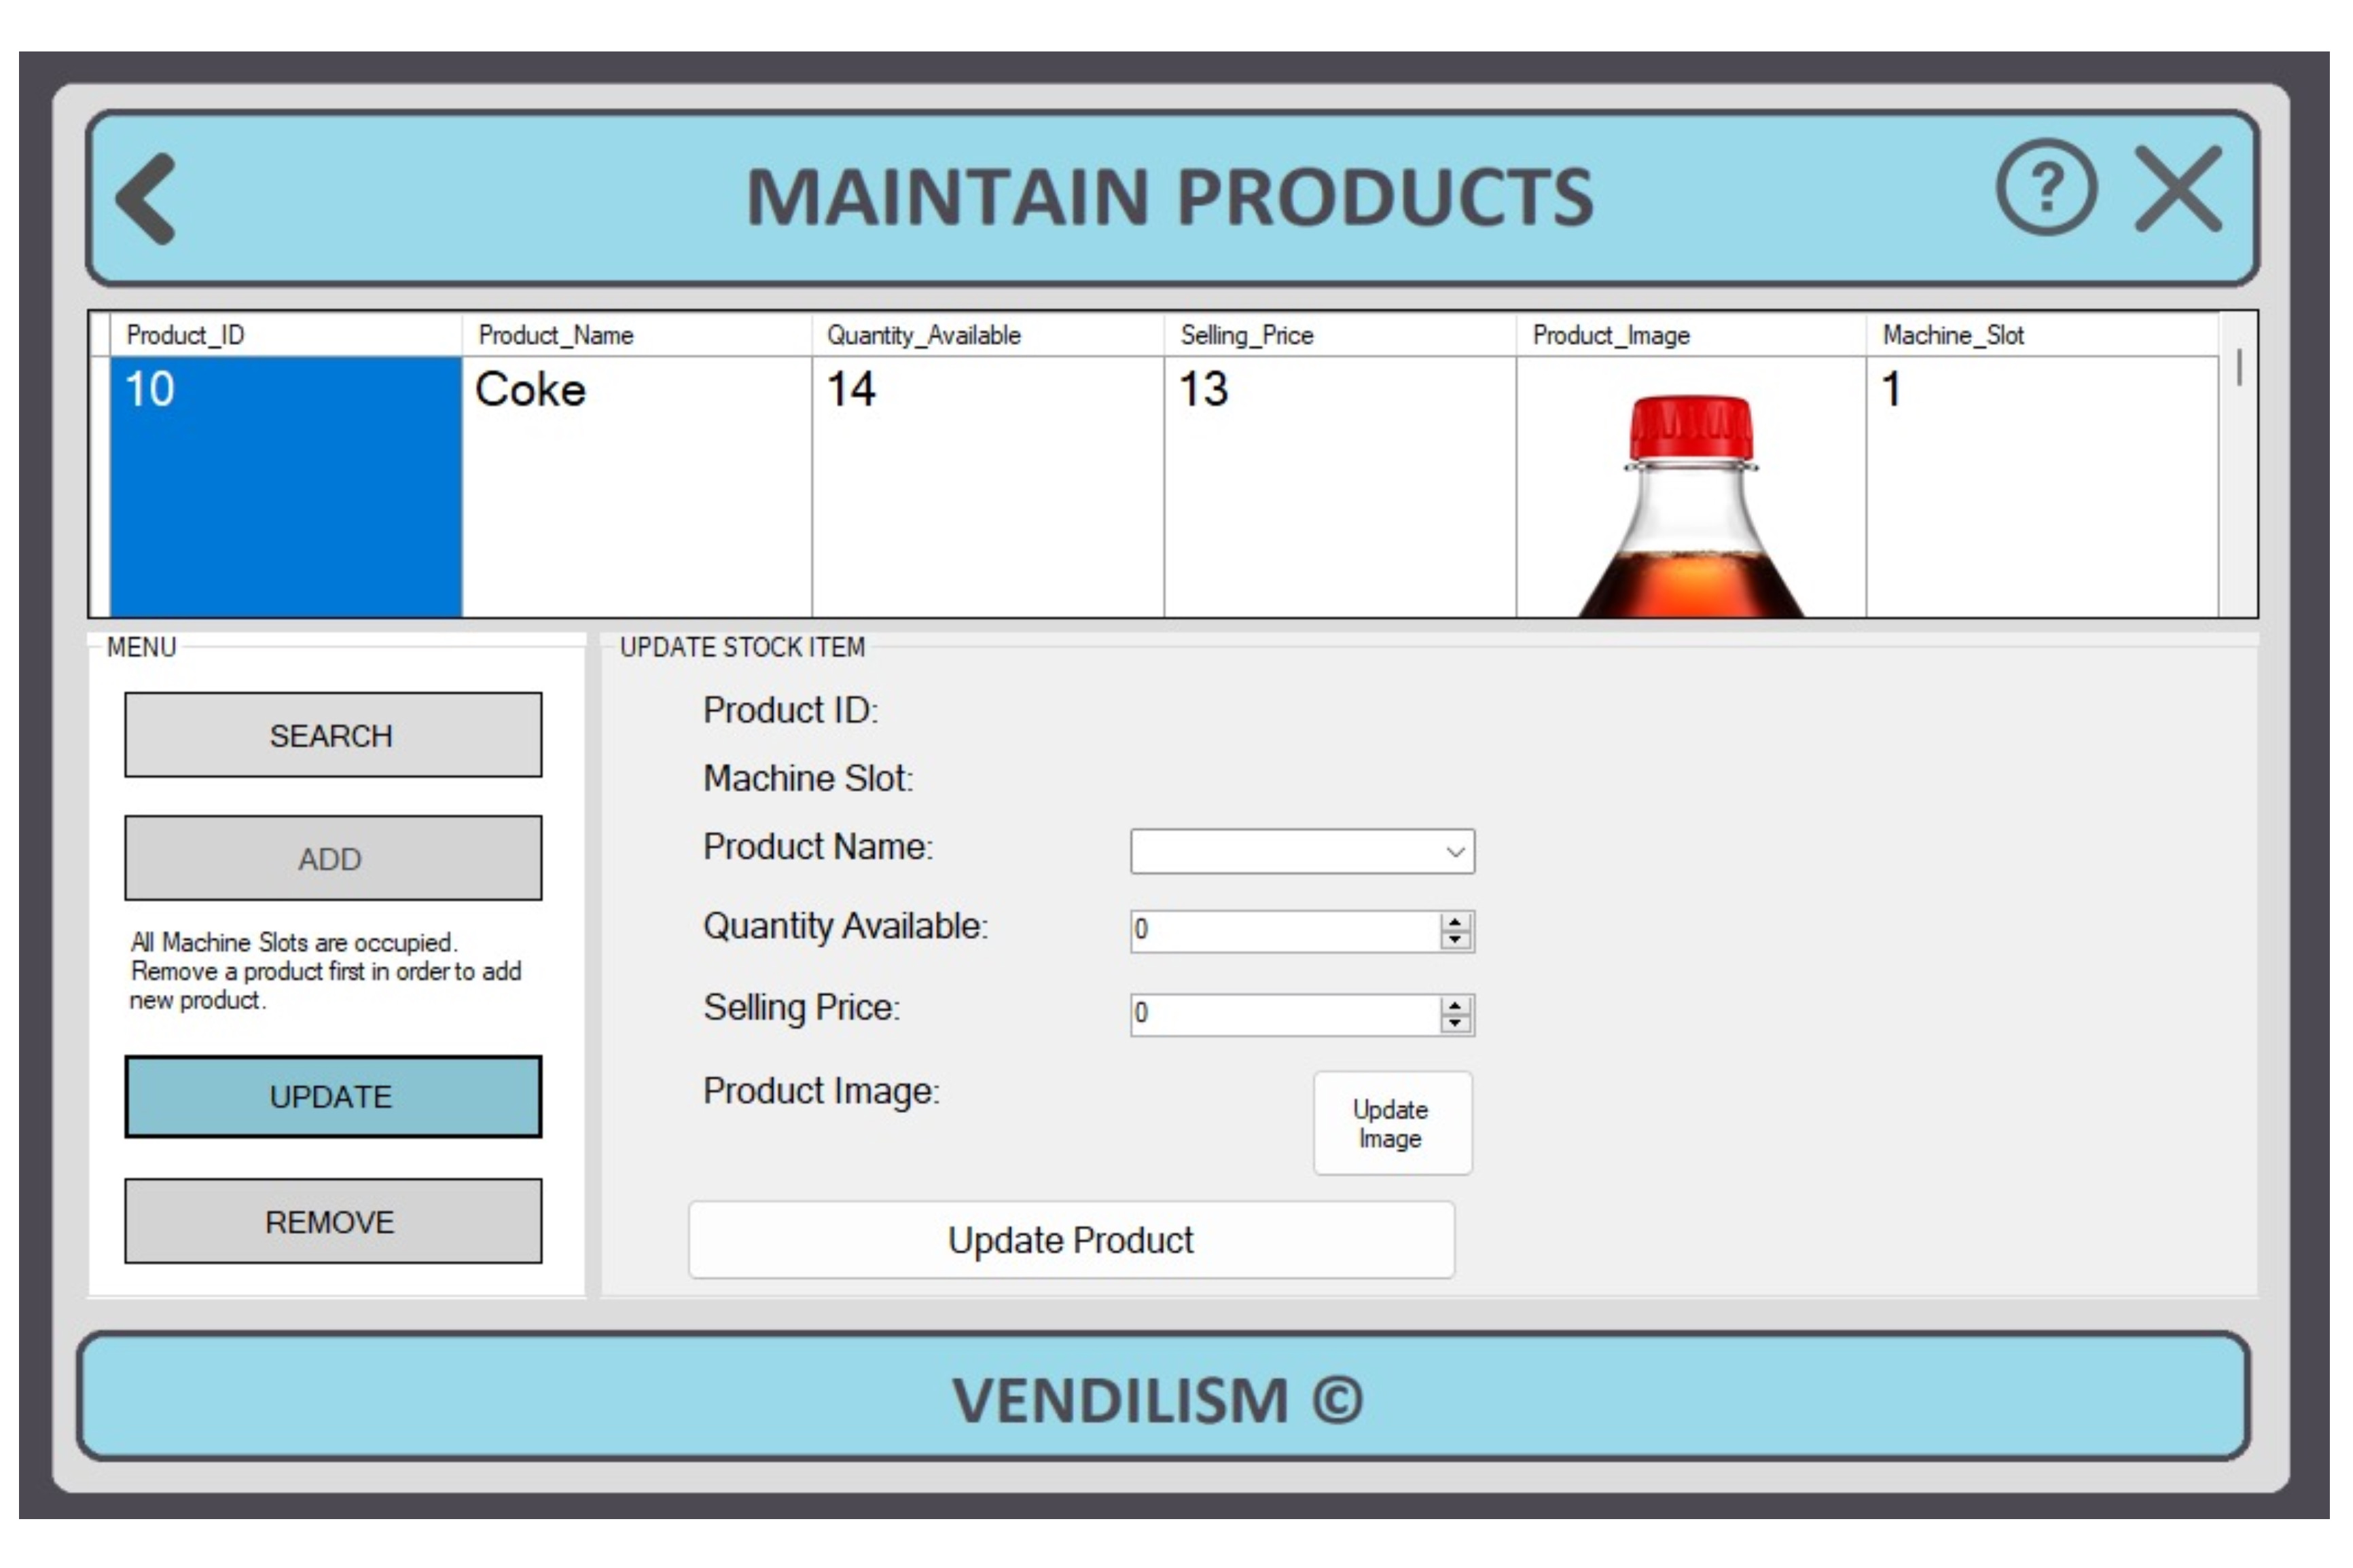 MAINTAIN PRODUCTS ?
Product_ID Product_Name Quantity_Available Selling_Price Product_Image Machine_Slot
10 Coke 14 13 1
MENU
SEARCH
ADD
All Machine Slots are occupied.
Remove a product first in order to add
new product.
UPDATE
REMOVE
UPDATE STOCK ITEM
Product ID:
Machine Slot:
Product Name:
Quantity Available: 0
Selling Price: 0
Product Image:
Update
Image
Update Product
VENDILISM ©